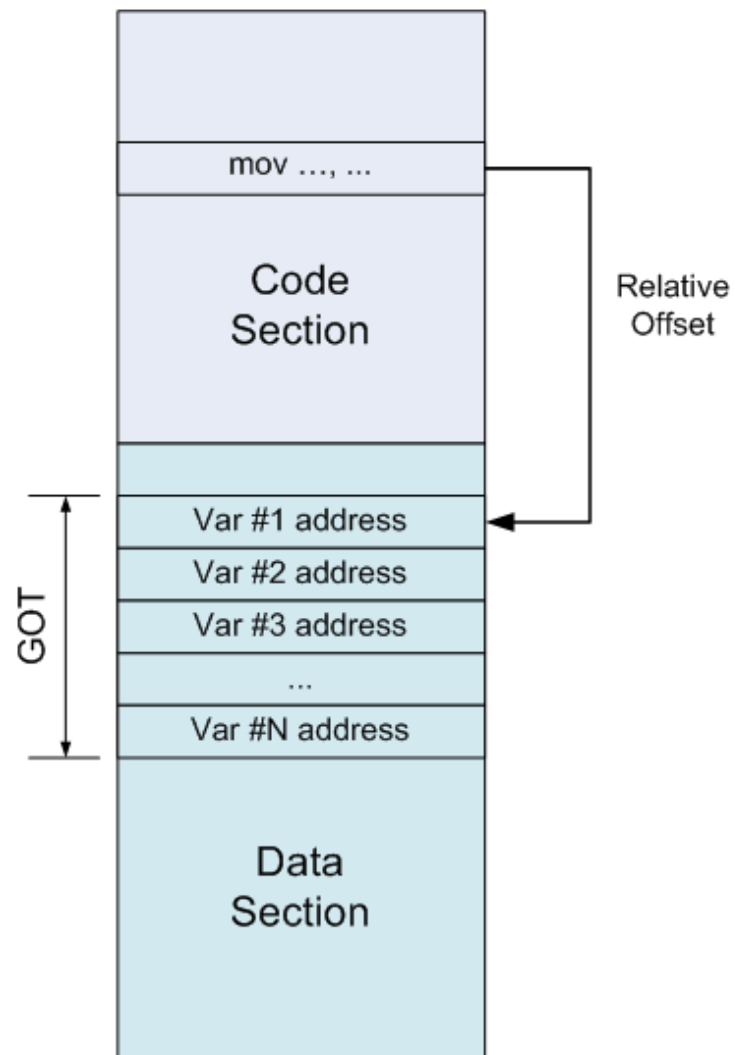 mov ..., ...
Code
Section
Relative
Offset
GOT
Var #1 address
Var #2 address
Var #3 address
...
Var #N address
Data
Section